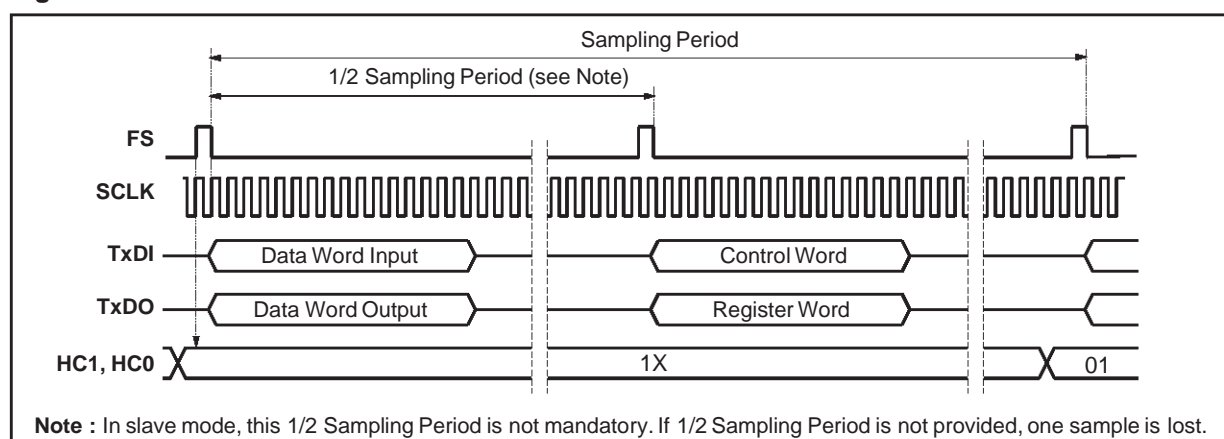 Sampling Period
1/2 Sampling Period (see Note)
FS
SCLK
TxDI Data Word Input Control Word
TxDO Data Word Output Register Word
HC1, HC0 1X 01
Note : In slave mode, this 1/2 Sampling Period is not mandatory. If 1/2 Sampling Period is not provided, one sample is lost.